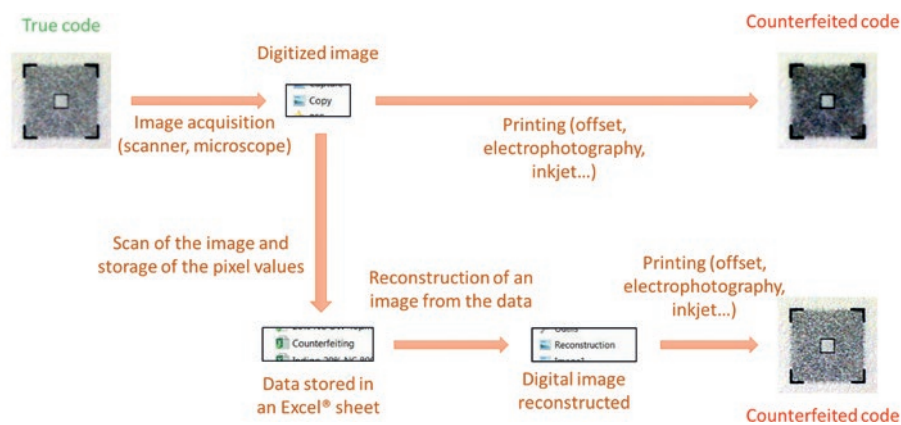 True code
Counterfeited code
Digitized image
Copy
Image acquisition
(scanner, microscope)
Printing (offset,
electrophotography,
inkjet...)
Scan of the image and
storage of the pixel values
Reconstruction of an
image from the data
Printing (offset,
electrophotography,
inkjet...)
Counterfeiting
Reconstruction
Data stored in
an Excel® sheet
Digital image
reconstructed
Counterfeited code